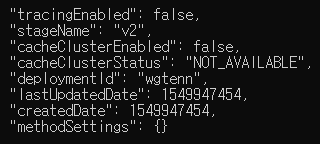 "tracingEnabled": false,
"stageName": "v2",
"cacheClusterEnabled": false,
"cacheClusterStatus": "NOT_AVAILABLE",
"deploymentId": "wgtenn",
"lastUpdatedDate": 1549947454,
"createdDate": 1549947454,
"methodSettings": {}